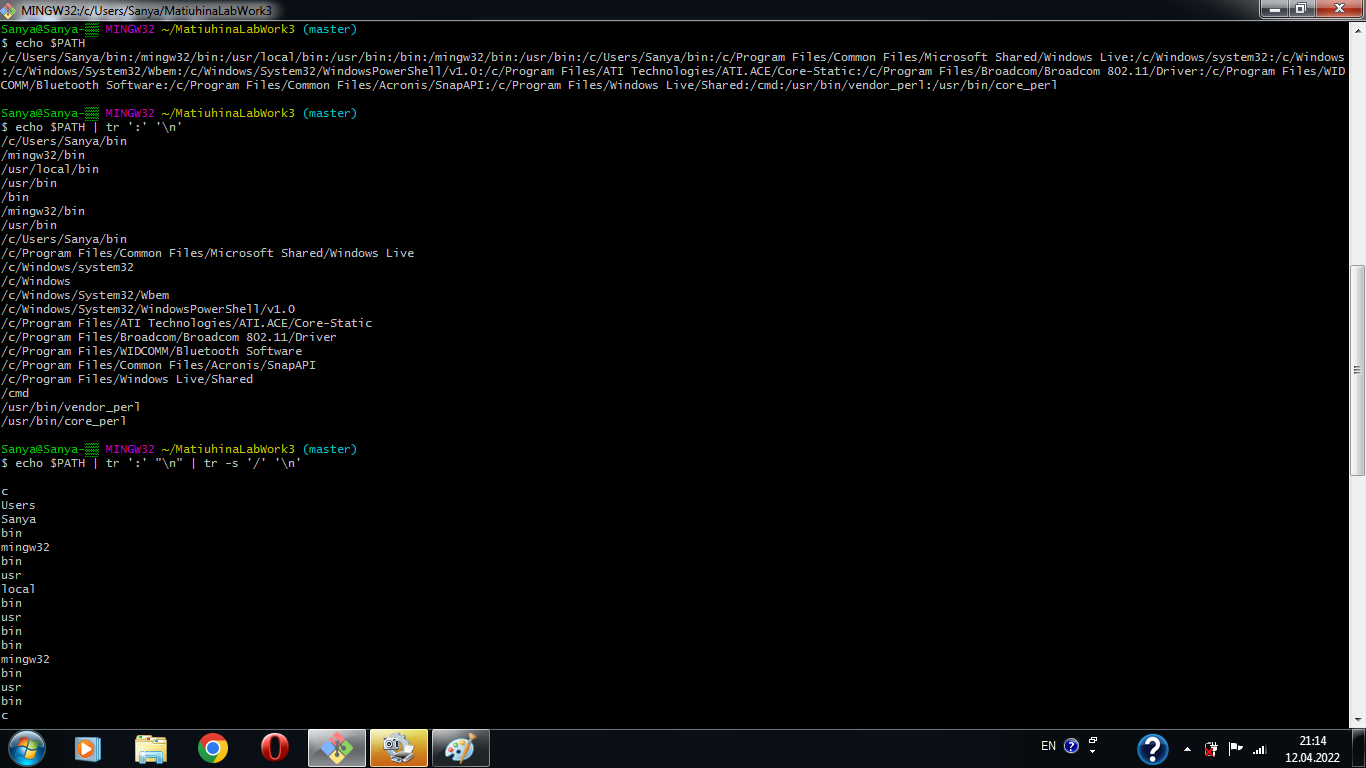 MINGW32:/c/Users/Sanya/MatiuhinaLabWork3
Sanya@Sanya-▒▒ MINGW32 ~/MatiuhinaLabWork3 (master)
$ echo $PATH
/c/Users/Sanya/bin:/mingw32/bin:/usr/local/bin:/usr/bin:/bin:/mingw32/bin:/usr/bin:/c/Users/Sanya/bin:/c/Program Files/Common Files/Microsoft Shared/Windows Live:/c/Windows/system32:/c/Windows
:/c/Windows/System32/Wbem:/c/Windows/System32/WindowsPowerShell/v1.0:/c/Program Files/ATI Technologies/ATI.ACE/Core-Static:/c/Program Files/Broadcom/Broadcom 802.11/Driver:/c/Program Files/WID
COMM/Bluetooth Software:/c/Program Files/Common Files/Acronis/SnapAPI:/c/Program Files/Windows Live/Shared:/cmd:/usr/bin/vendor_perl:/usr/bin/core_perl
Sanya@Sanya-▒▒ MINGW32 ~/MatiuhinaLabWork3 (master)
$ echo $PATH | tr ':' '\n'
/c/Users/Sanya/bin
/mingw32/bin
/usr/local/bin
/usr/bin
/bin
/mingw32/bin
/usr/bin
/c/Users/Sanya/bin
/c/Program Files/Common Files/Microsoft Shared/Windows Live
/c/Windows/system32
/c/Windows
/c/Windows/System32/Wbem
/c/Windows/System32/WindowsPowerShell/v1.0
/c/Program Files/ATI Technologies/ATI.ACE/Core-Static
/c/Program Files/Broadcom/Broadcom 802.11/Driver
/c/Program Files/WIDCOMM/Bluetooth Software
/c/Program Files/Common Files/Acronis/SnapAPI
/c/Program Files/Windows Live/Shared
/cmd
/usr/bin/vendor_perl
/usr/bin/core_perl
Sanya@Sanya-▒▒ MINGW32 ~/MatiuhinaLabWork3 (master)
$ echo $PATH | tr ':' "\n" | tr -s '/' '\n'
c
Users
Sanya
bin
mingw32
bin
usr
local
bin
usr
bin
bin
mingw32
bin
usr
bin
c
EN
21:14
12.04.2022